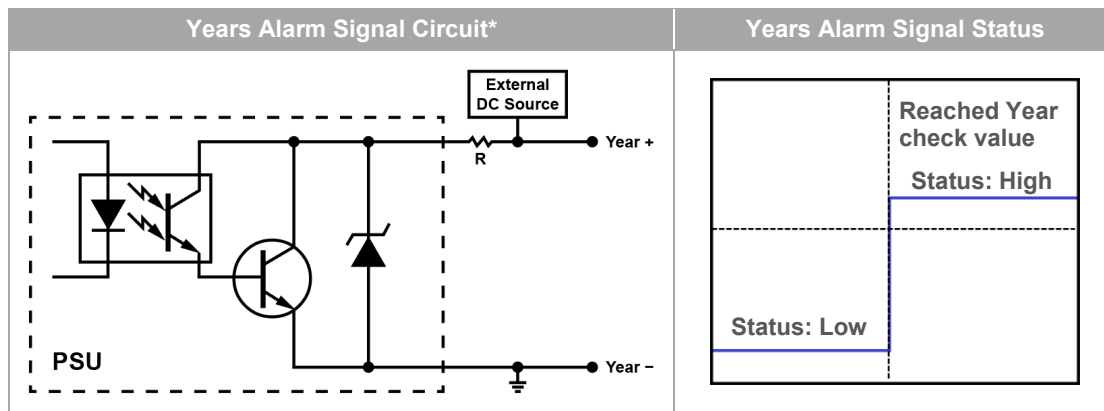 Years Alarm Signal Circuit*
Years Alarm Signal Status
External
DC Source
Year +
R
PSU
Year −
Reached Year
check value
Status: High
Status: Low